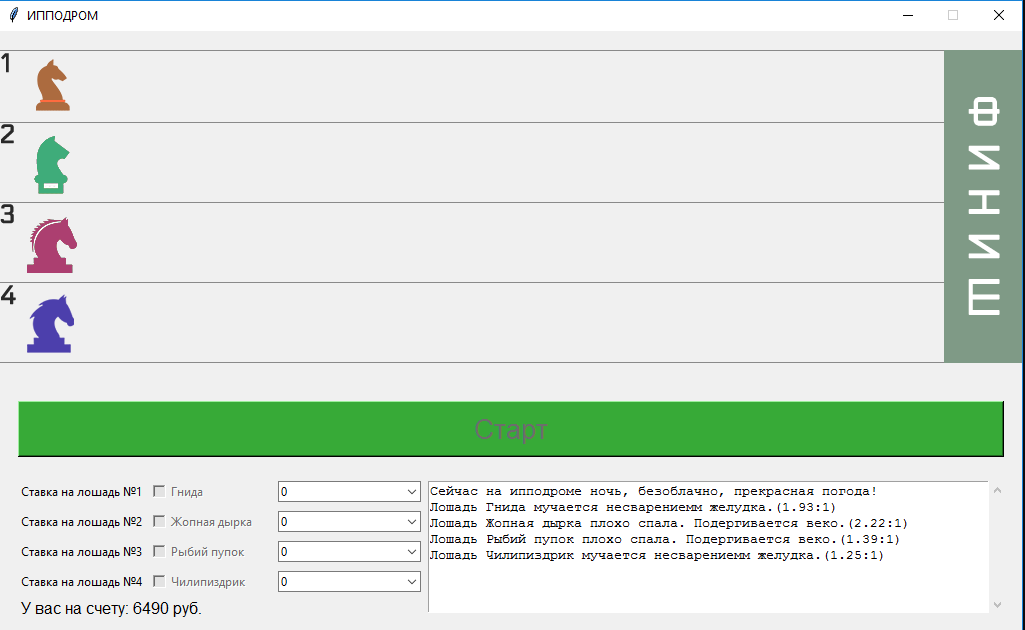 ИППОДРОМ
1
2
3
4
ФИНИШ
Старт
Ставка на лошадь №1 Гнида 0
Ставка на лошадь №2 Жопная дырка 0
Ставка на лошадь №3 Рыбий пупок 0
Ставка на лошадь №4 Чилипиздрик 0
У вас на счету: 6490 руб.
Сейчас на ипподроме ночь, безоблачно, прекрасная погода!
Лошадь Гнида мучается несварениемм желудка.(1.93:1)
Лошадь Жопная дырка плохо спала. Подергивается веко.(2.22:1)
Лошадь Рыбий пупок плохо спала. Подергивается веко.(1.39:1)
Лошадь Чилипиздрик мучается несварениемм желудка.(1.25:1)